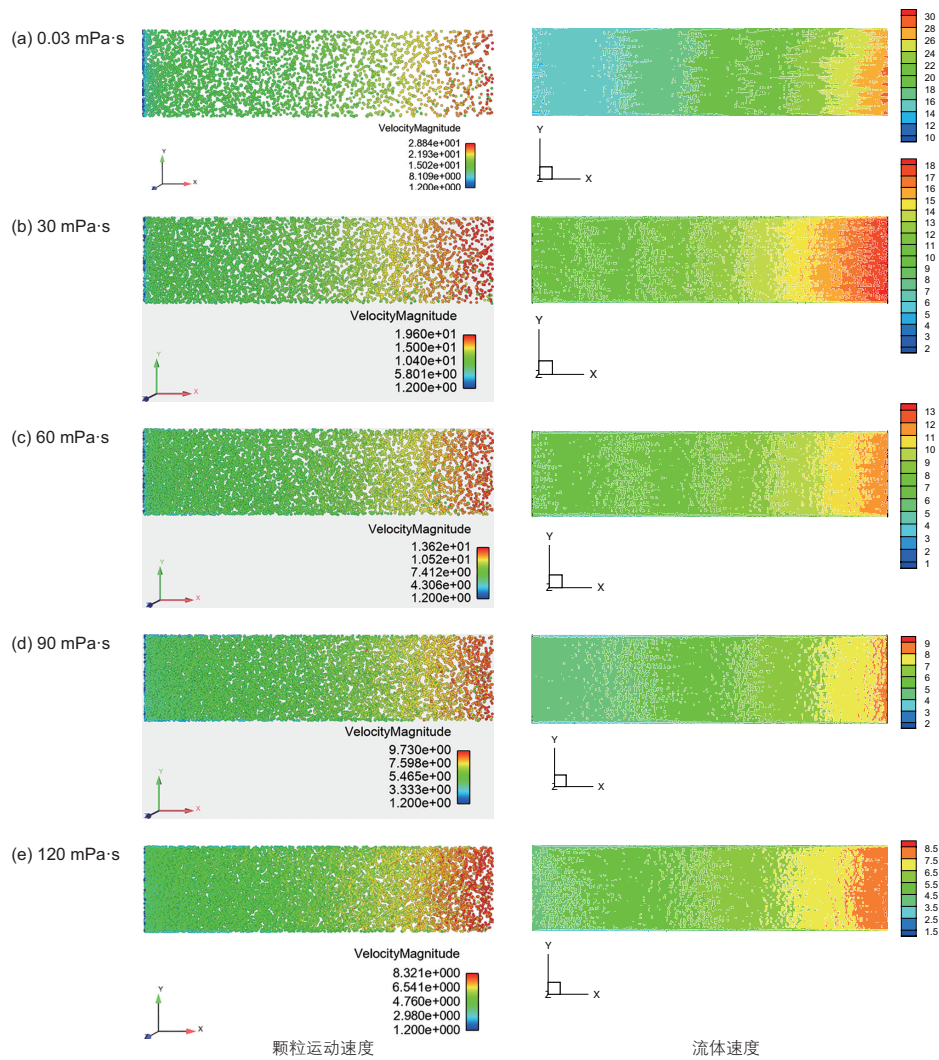 (a) 0.03 mPa·s
VelocityMagnitude
2.884e+001
2.193e+001
1.502e+001
8.109e+000
1.200e+000
Y
X
Z
Y
X
Z
30
28
26
24
22
20
18
16
14
12
10
(b) 30 mPa·s
VelocityMagnitude
1.960e+01
1.500e+01
1.040e+01
5.801e+00
1.200e+00
Y
X
Z
Y
X
Z
18
17
16
15
14
13
12
11
10
9
8
7
6
5
4
3
2
(c) 60 mPa·s
VelocityMagnitude
1.362e+01
1.052e+01
7.412e+00
4.306e+00
1.200e+00
Y
X
Z
Y
X
Z
13
12
11
10
9
8
7
6
5
4
3
2
1
(d) 90 mPa·s
VelocityMagnitude
9.730e+00
7.598e+00
5.465e+00
3.333e+00
1.200e+00
Y
X
Z
Y
X
Z
9
8
7
6
5
4
3
2
(e) 120 mPa·s
VelocityMagnitude
8.321e+000
6.541e+000
4.760e+000
2.980e+000
1.200e+000
Y
X
Z
Y
X
Z
8.5
7.5
6.5
5.5
4.5
3.5
2.5
1.5
颗粒运动速度
流体速度